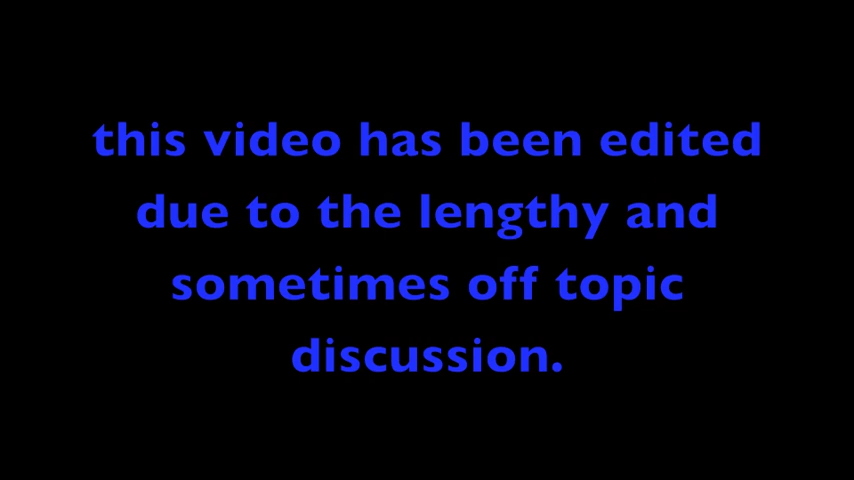 this video has been edited
due to the lengthy and
sometimes off topic
discussion.